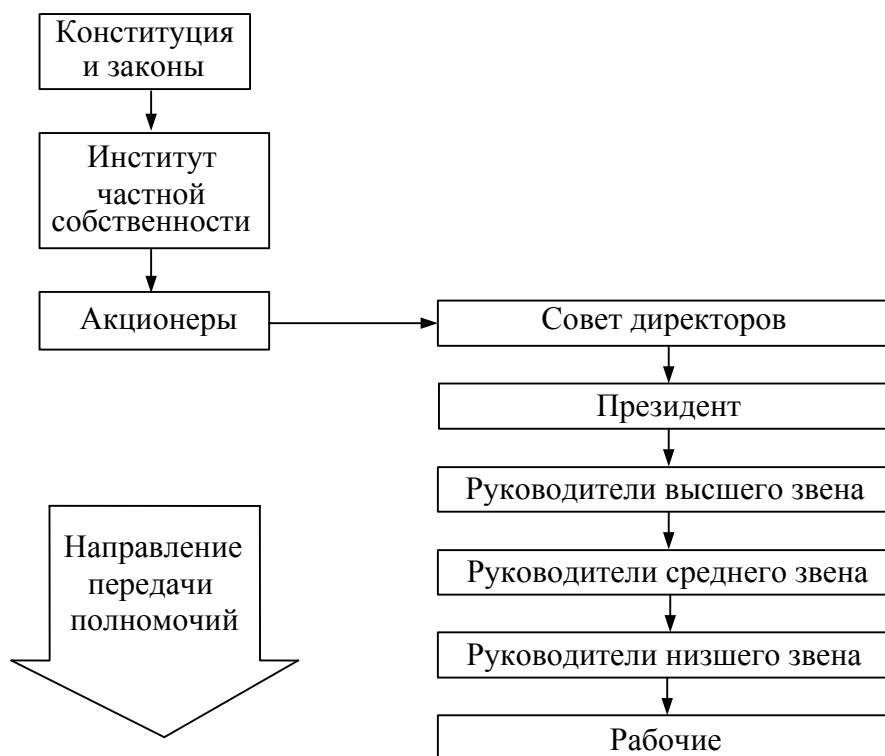 Конституция
и законы
Институт
частной
собственности
Акционеры
Совет директоров
Президент
Руководители высшего звена
Руководители среднего звена
Руководители низшего звена
Рабочие
Направление
передачи
полномочий